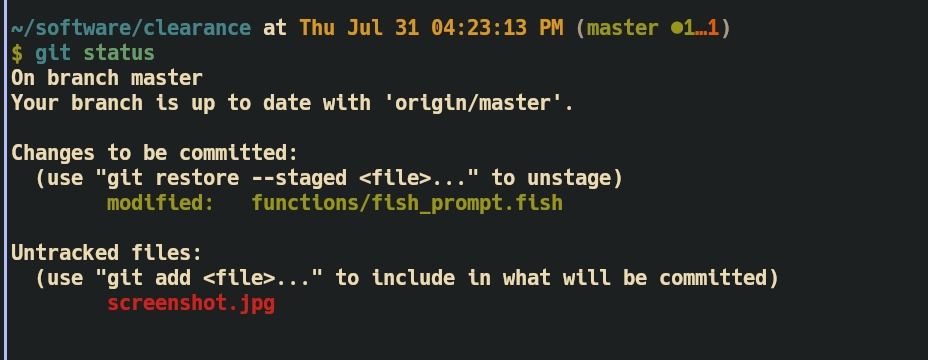 ~/software/clearance at Thu Jul 31 04:23:13 PM (master ●1…1)
$ git status
On branch master
Your branch is up to date with 'origin/master'.
Changes to be committed:
(use "git restore --staged <file>..." to unstage)
modified: functions/fish_prompt.fish
Untracked files:
(use "git add <file>..." to include in what will be committed)
screenshot.jpg